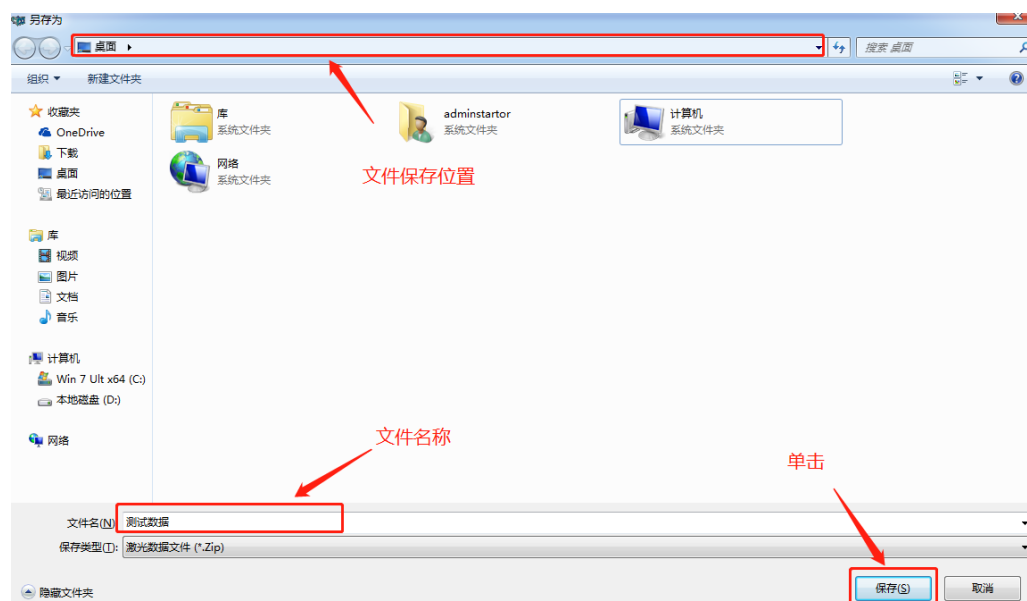 另存为
桌面
搜索 桌面
组织
新建文件夹
收藏夹
OneDrive
下载
桌面
最近访问的位置
库
视频
图片
文档
音乐
计算机
Win 7 Ult x64 (C:)
本地磁盘 (D:)
网络
库
系统文件夹
adminstartor
系统文件夹
计算机
系统文件夹
网络
系统文件夹
文件保存位置
文件名称
单击
文件名(N) 测试数据
保存类型(T): 激光数据文件 (*.Zip)
隐藏文件夹
保存(S)
取消